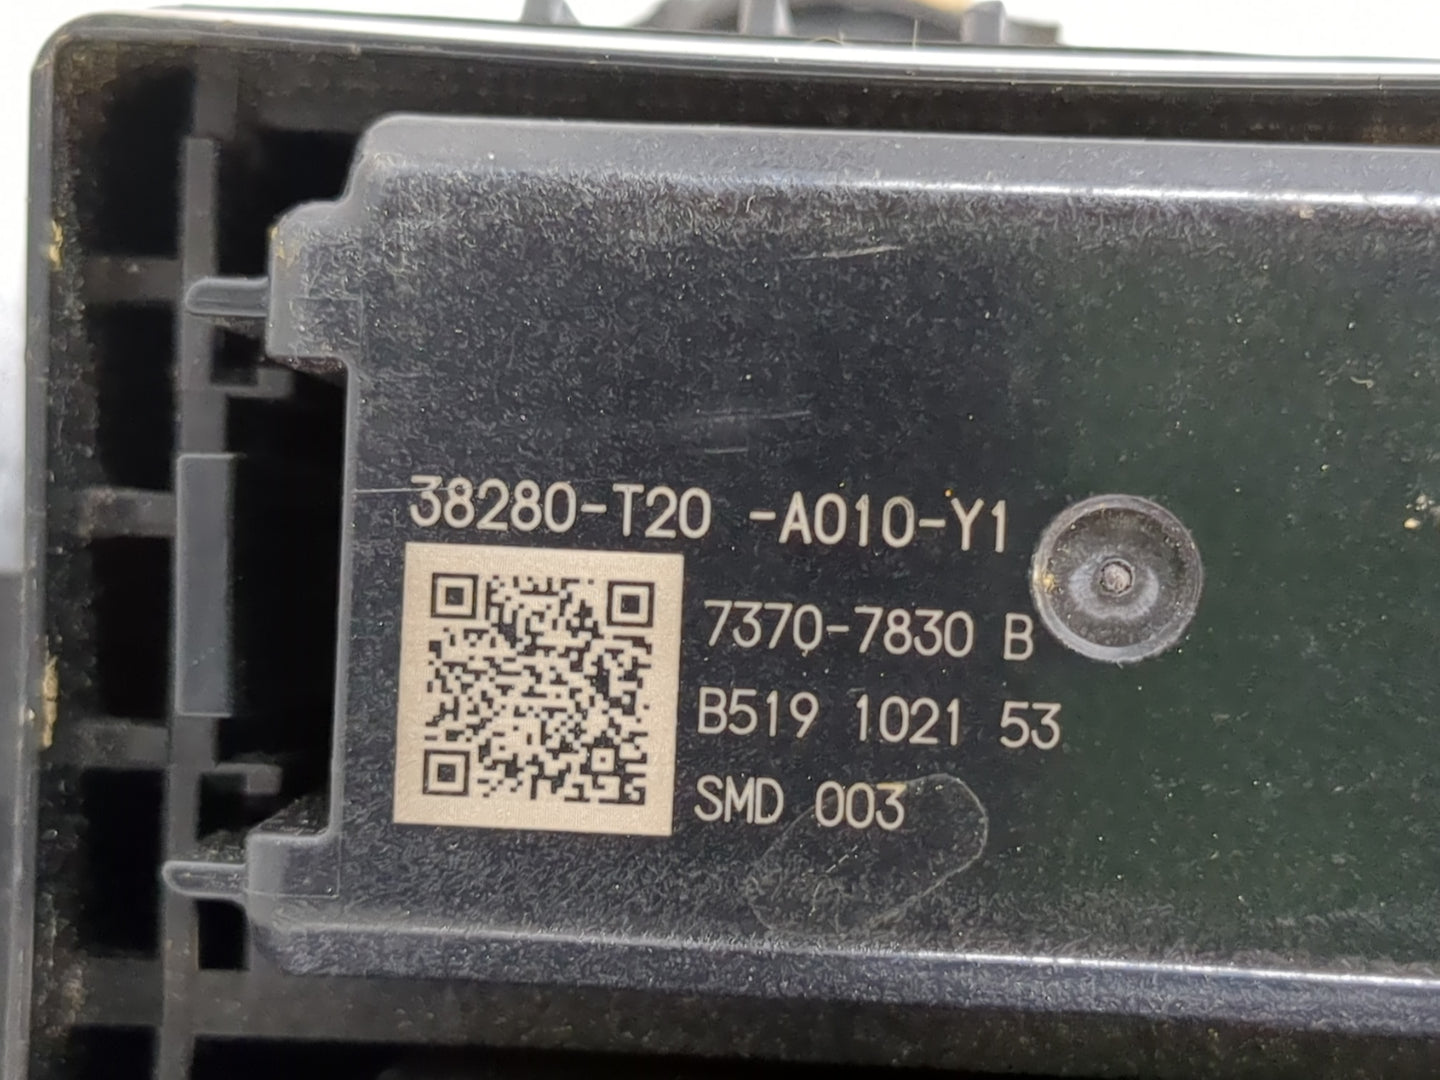 38280-T20 -A010-Y1
7370-7830 B
B519 1021 53
SMD 003